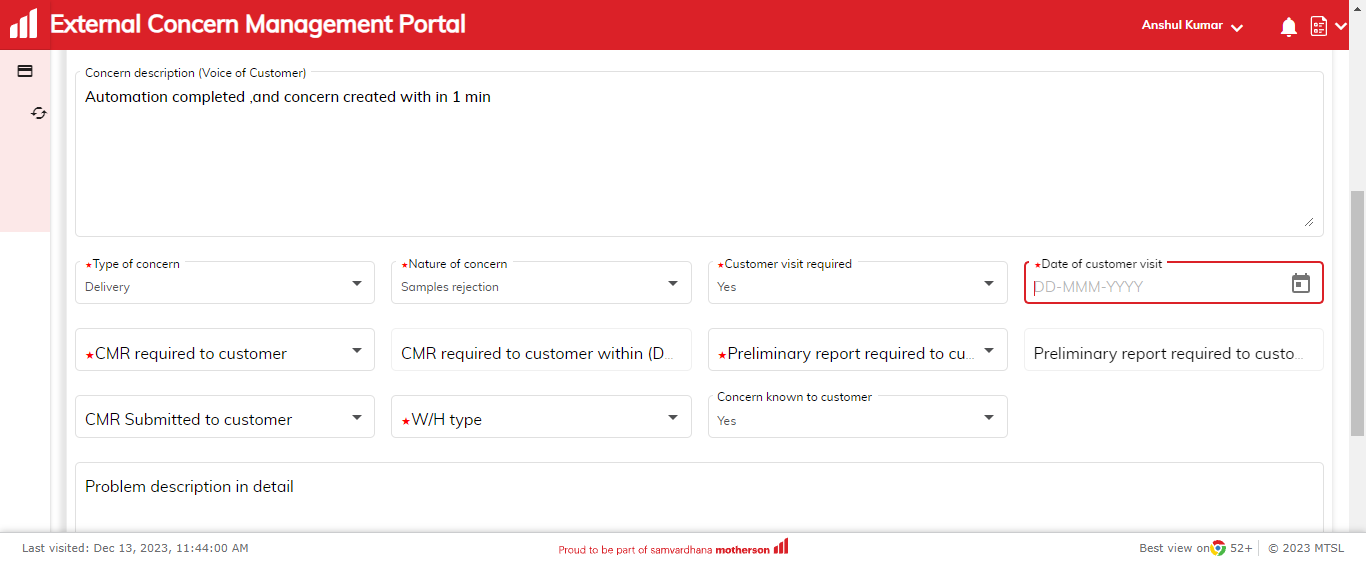 External Concern Management Portal
Anshul Kumar
Concern description (Voice of Customer)
Automation completed ,and concern created with in 1 min
★Type of concern
Delivery
★Nature of concern
Samples rejection
★Customer visit required
Yes
★Date of customer visit
DD-MMM-YYYY
★CMR required to customer
CMR required to customer within (D...
★Preliminary report required to cu...
Preliminary report required to custo...
CMR Submitted to customer
★W/H type
Concern known to customer
Yes
Problem description in detail
Last visited: Dec 13, 2023, 11:44:00 AM
Proud to be part of samvardhana motherson
Best view on 52+
© 2023 MTSL